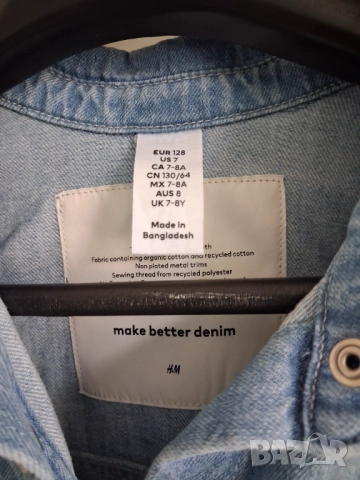 EUR 128
US 7
CA 7-8A
CN 130/64
MX 7-8A
AUS 8
UK 7-8Y
Made in
Bangladesh
Fabric containing organic cotton and recycled cotton
Non plated metal trims
Sewing thread from recycled polyester
make better denim
H.M
BAZAR